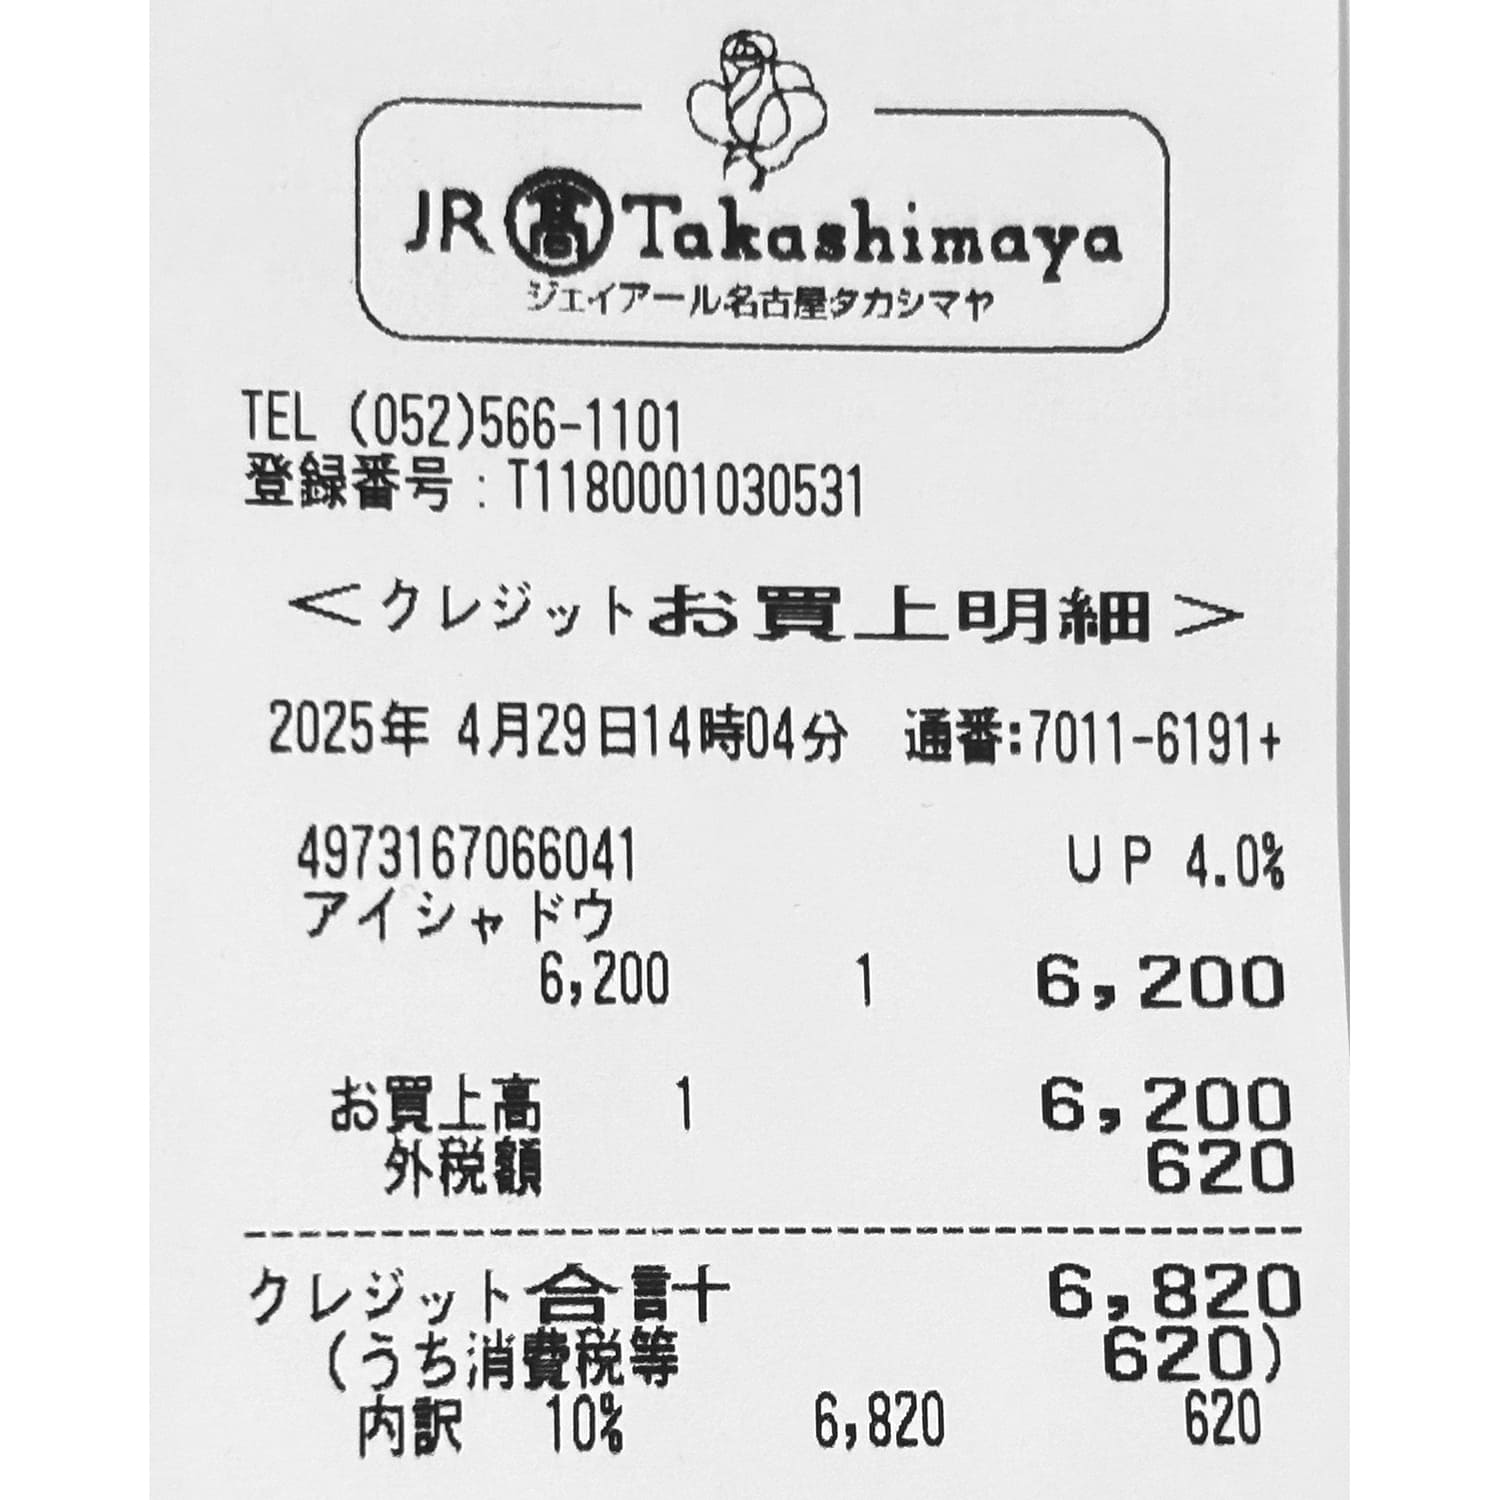 JR 髙 Takashimaya
ジェイアール名古屋タカシマヤ
TEL (052)566-1101
登録番号:T1180001030531
<クレジットお買上明細>
2025年 4月29日14時04分 通番:7011-6191+
4973167066041 UP 4.0%
アイシャドウ
6,200 1 6,200
お買上高 1 6,200
外税額 620
クレジット合計 6,820
(うち消費税等 620)
内訳 10% 6,820 620